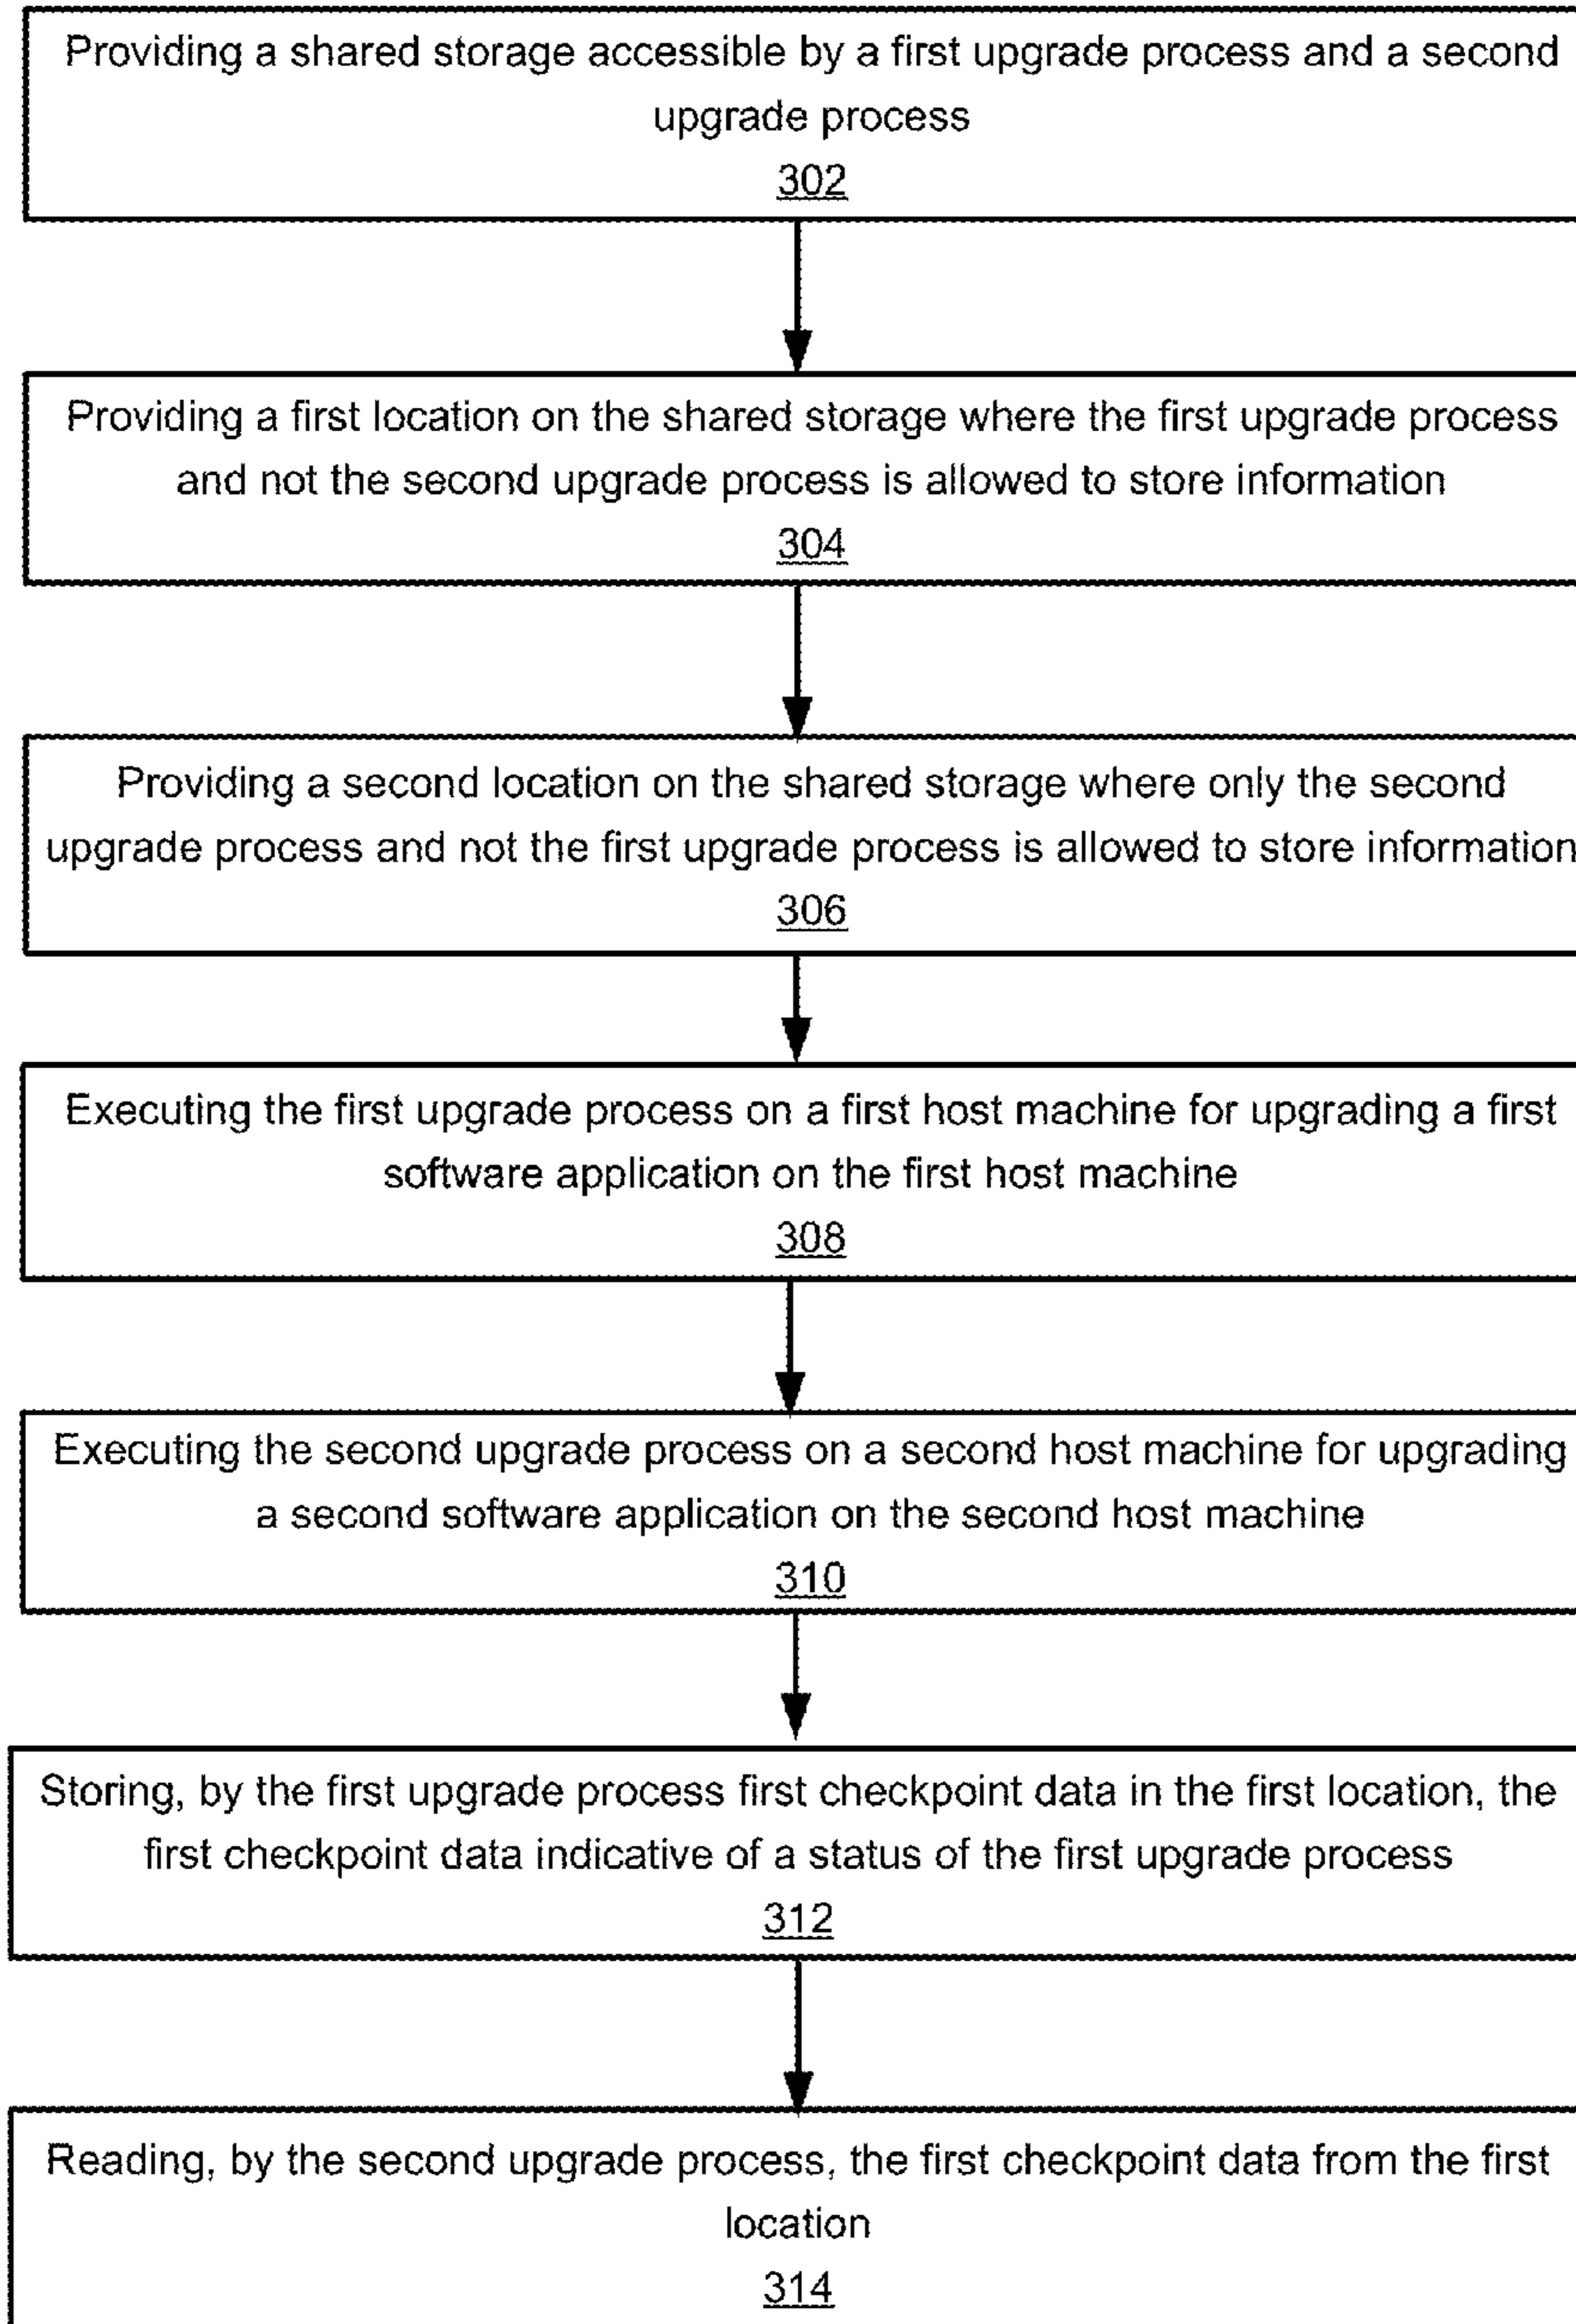 Providing a shared storage accessible by a first upgrade process and a second
upgrade process
302
Providing a first location on the shared storage where the first upgrade process
and not the second upgrade process is allowed to store information
304
Providing a second location on the shared storage where only the second
upgrade process and not the first upgrade process is allowed to store information
306
Executing the first upgrade process on a first host machine for upgrading a first
software application on the first host machine
308
Executing the second upgrade process on a second host machine for upgrading
a second software application on the second host machine
310
Storing, by the first upgrade process first checkpoint data in the first location, the
first checkpoint data indicative of a status of the first upgrade process
312
Reading, by the second upgrade process, the first checkpoint data from the first
location
314